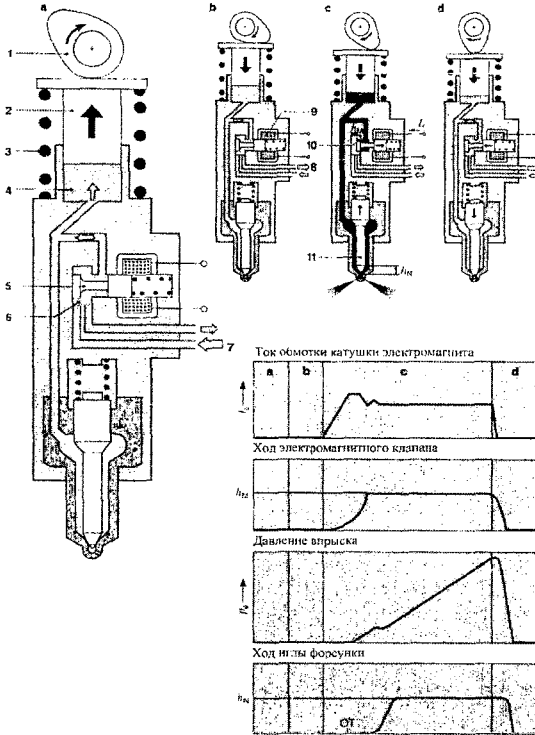 a
b
c
d
1
2
3
4
5
6
7
9
10
8
11
Ток обмотки катушки электромагнита
a b c d
Ход электромагнитного клапана
Давление впрыска
Ход иглы форсунки